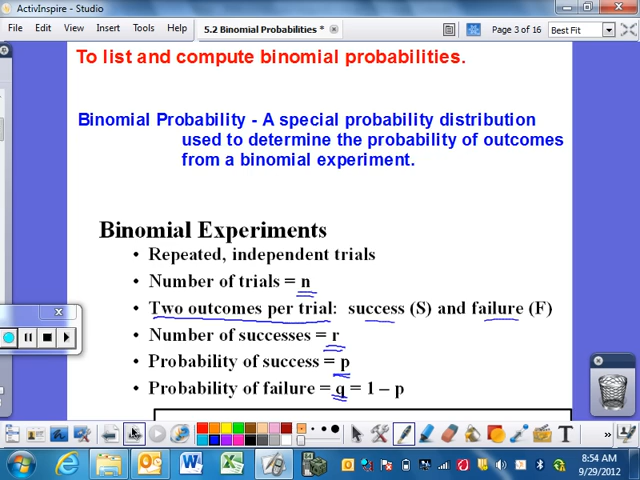 ActivInspire - Studio
File Edit View Insert Tools Help
5.2 Binomial Probabilities *
Page 3 of 16
Best Fit
To list and compute binomial probabilities.
Binomial Probability - A special probability distribution
used to determine the probability of outcomes
from a binomial experiment.
Binomial Experiments
• Repeated, independent trials
• Number of trials = n
• Two outcomes per trial: success (S) and failure (F)
• Number of successes = r
• Probability of success = p
• Probability of failure = q = 1 – p
8:54 AM
9/29/2012